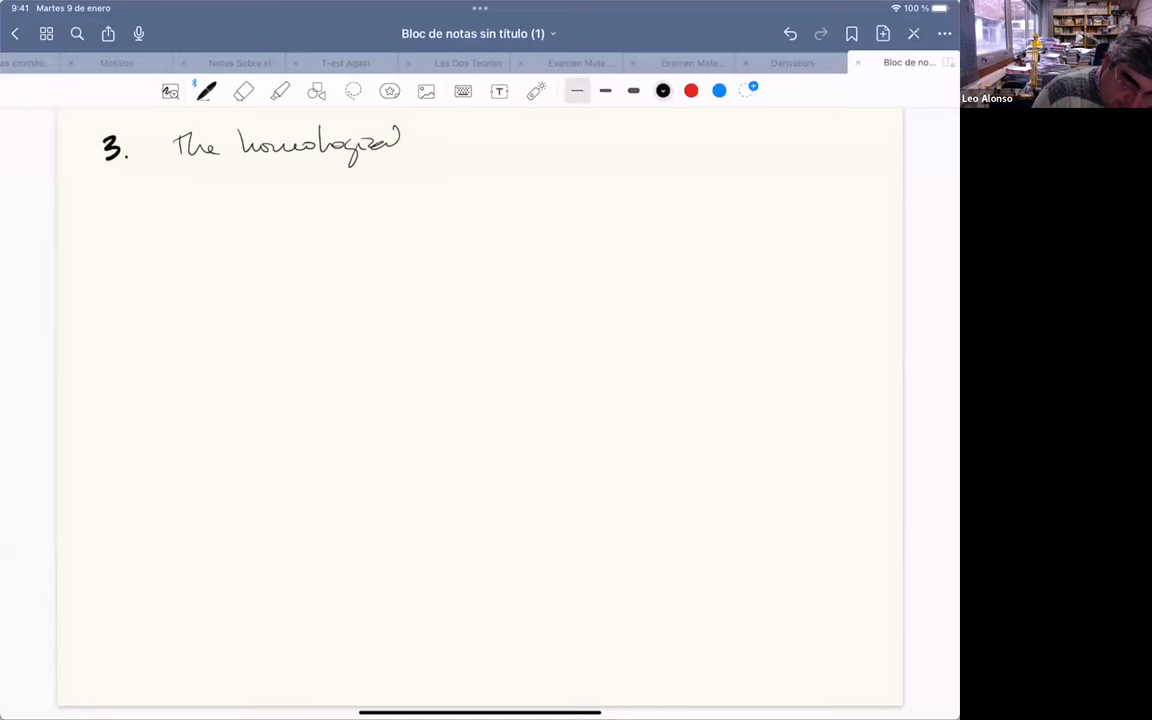 9:41 Martes 9 de enero
100 %
Bloc de notas sin título (1)
Motivos
Notas Sobre el
T-est Again
Las Dos Teorías
Examen Mate...
Examen Mate...
Derivators
Bloc de no...
T
Leo Alonso
3. The homological